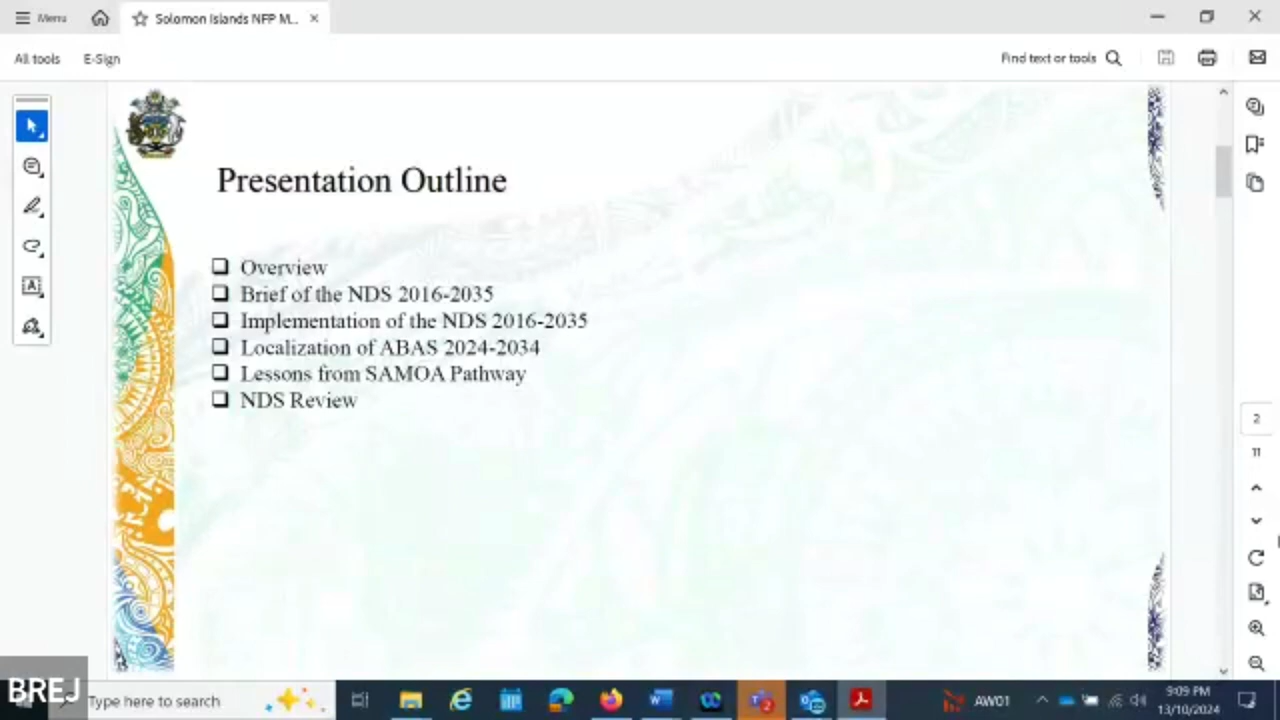 Menu
Solomon Islands NFP M...
All tools
E-Sign
Find text or tools
Presentation Outline
Overview
Brief of the NDS 2016-2035
Implementation of the NDS 2016-2035
Localization of ABAS 2024-2034
Lessons from SAMOA Pathway
NDS Review
2
11
BREJ
Type here to search
AW01
9:09 PM
13/10/2024